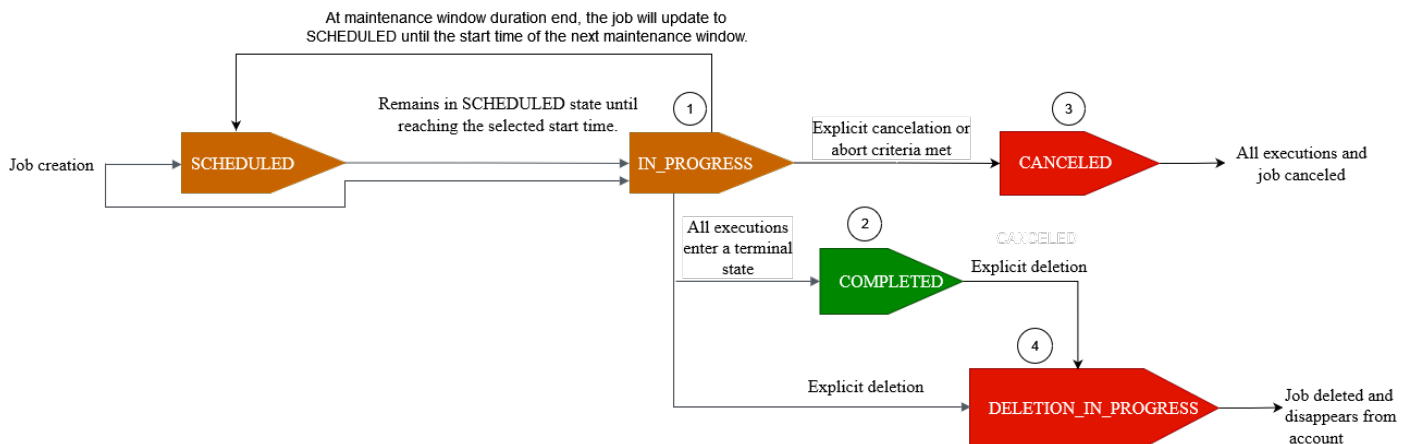 At maintenance window duration end, the job will update to
SCHEDULED until the start time of the next maintenance window.
Remains in SCHEDULED state until
reaching the selected start time.
1
3
Job creation
SCHEDULED
IN_PROGRESS
Explicit cancelation or
abort criteria met
CANCELED
All executions and
job canceled
All executions
enter a terminal
state
2
CANCELED
COMPLETED
Explicit deletion
4
Explicit deletion
DELETION_IN_PROGRESS
Job deleted and
disappears from
account